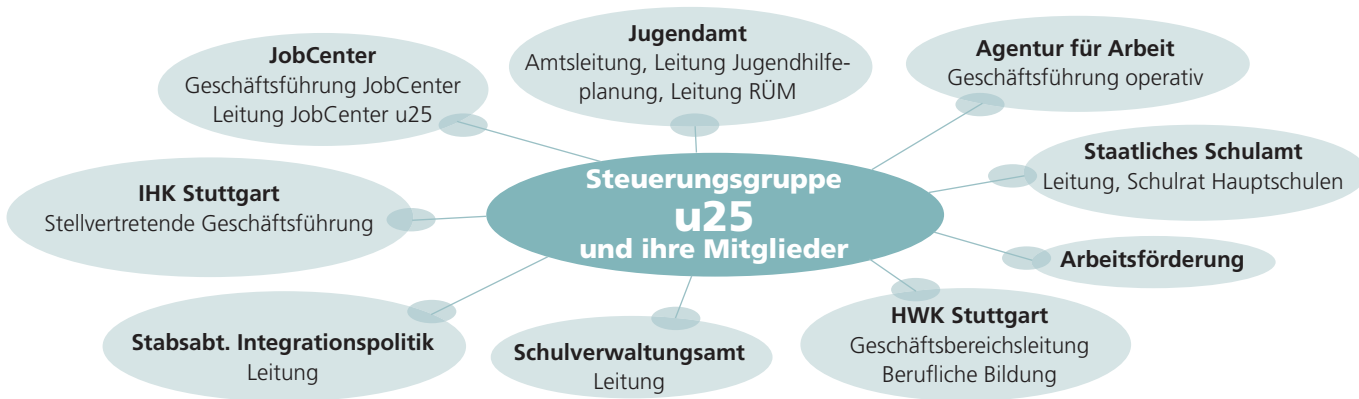 JobCenter
Geschäftsführung JobCenter
Leitung JobCenter u25
Jugendamt
Amtsleitung, Leitung Jugendhilfe-
planung, Leitung RÜM
Agentur für Arbeit
Geschäftsführung operativ
Staatliches Schulamt
Leitung, Schulrat Hauptschulen
IHK Stuttgart
Stellvertretende Geschäftsführung
Steuerungsgruppe
u25
und ihre Mitglieder
Arbeitsförderung
Stabsabt. Integrationspolitik
Leitung
Schulverwaltungsamt
Leitung
HWK Stuttgart
Geschäftsbereichsleitung
Berufliche Bildung